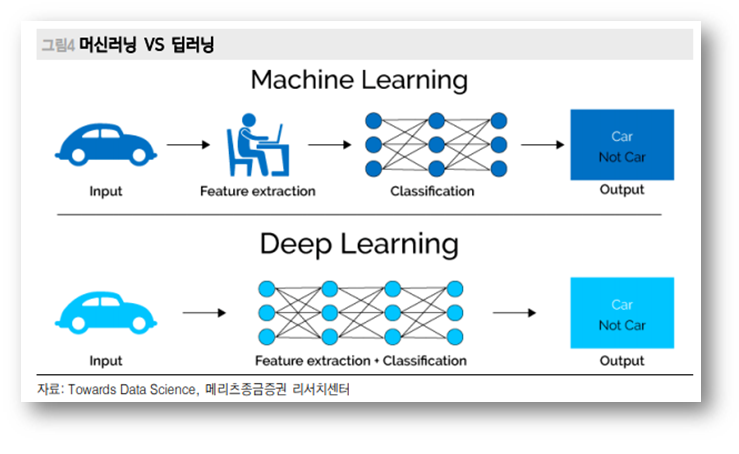 그림4 머신러닝 VS 딥러닝
Machine Learning
Input
Feature extraction
Classification
Car
Not Car
Output
Deep Learning
Input
Feature extraction + Classification
Car
Not Car
Output
자료: Towards Data Science, 메리츠종금증권 리서치센터